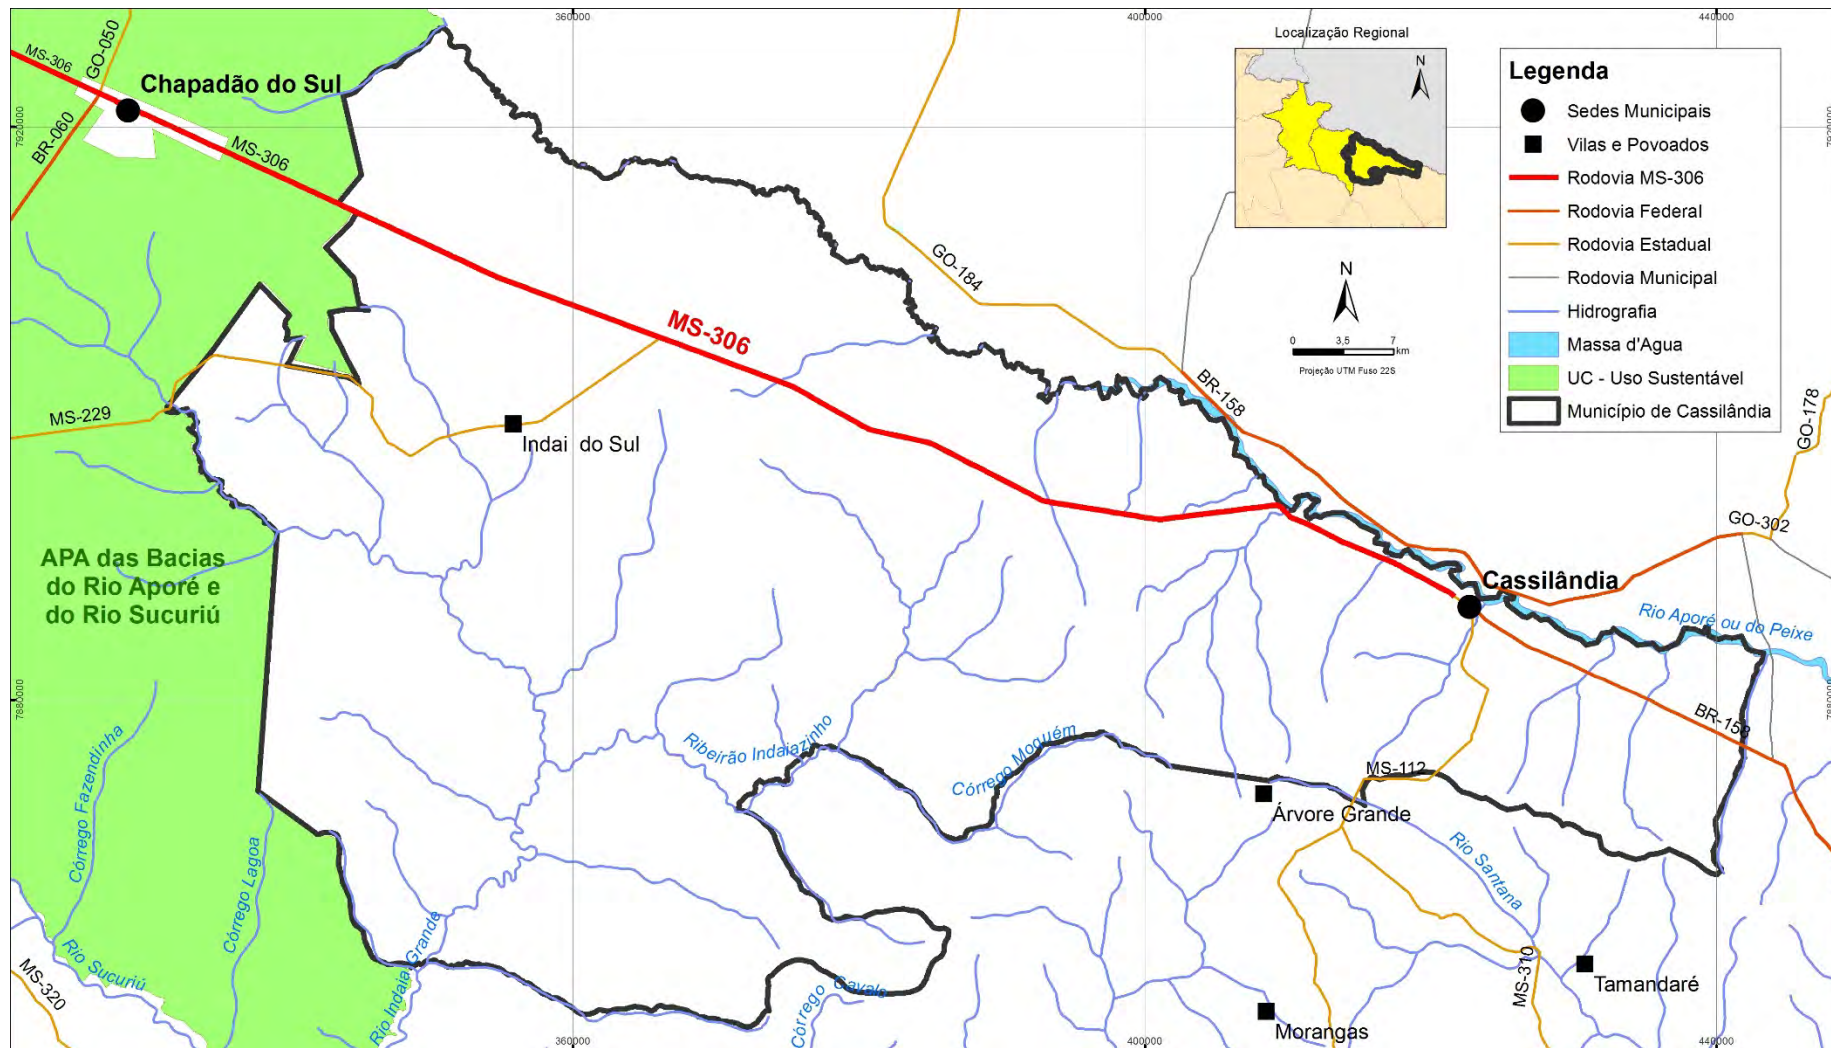 360000
400000
440000
MS-306
GO-050
Chapadão do Sul
BR-060
MS-306
7920000
7920000
Localização Regional
N
Legenda
Sedes Municipais
Vilas e Povoados
Rodovia MS-306
Rodovia Federal
Rodovia Estadual
Rodovia Municipal
Hidrografia
Massa d'Agua
UC - Uso Sustentável
Município de Cassilândia
GO-184
N
0 3,5 7
km
Projeção UTM Fuso 22S
MS-306
BR-158
GO-178
MS-229
Indai do Sul
GO-302
APA das Bacias
do Rio Aporé e
do Rio Sucuriú
Cassilândia
Rio Aporé ou do Peixe
7880000
7880000
BR-158
Ribeirão Indaiazinho
Córrego Moquém
MS-112
Árvore Grande
Córrego Fazendinha
Córrego Lagoa
Rio Santana
Rio Sucuriú
MS-320
Rio Indaiá Grande
Córrego Cavalo
MS-310
Tamandaré
Morangas
360000
400000
440000